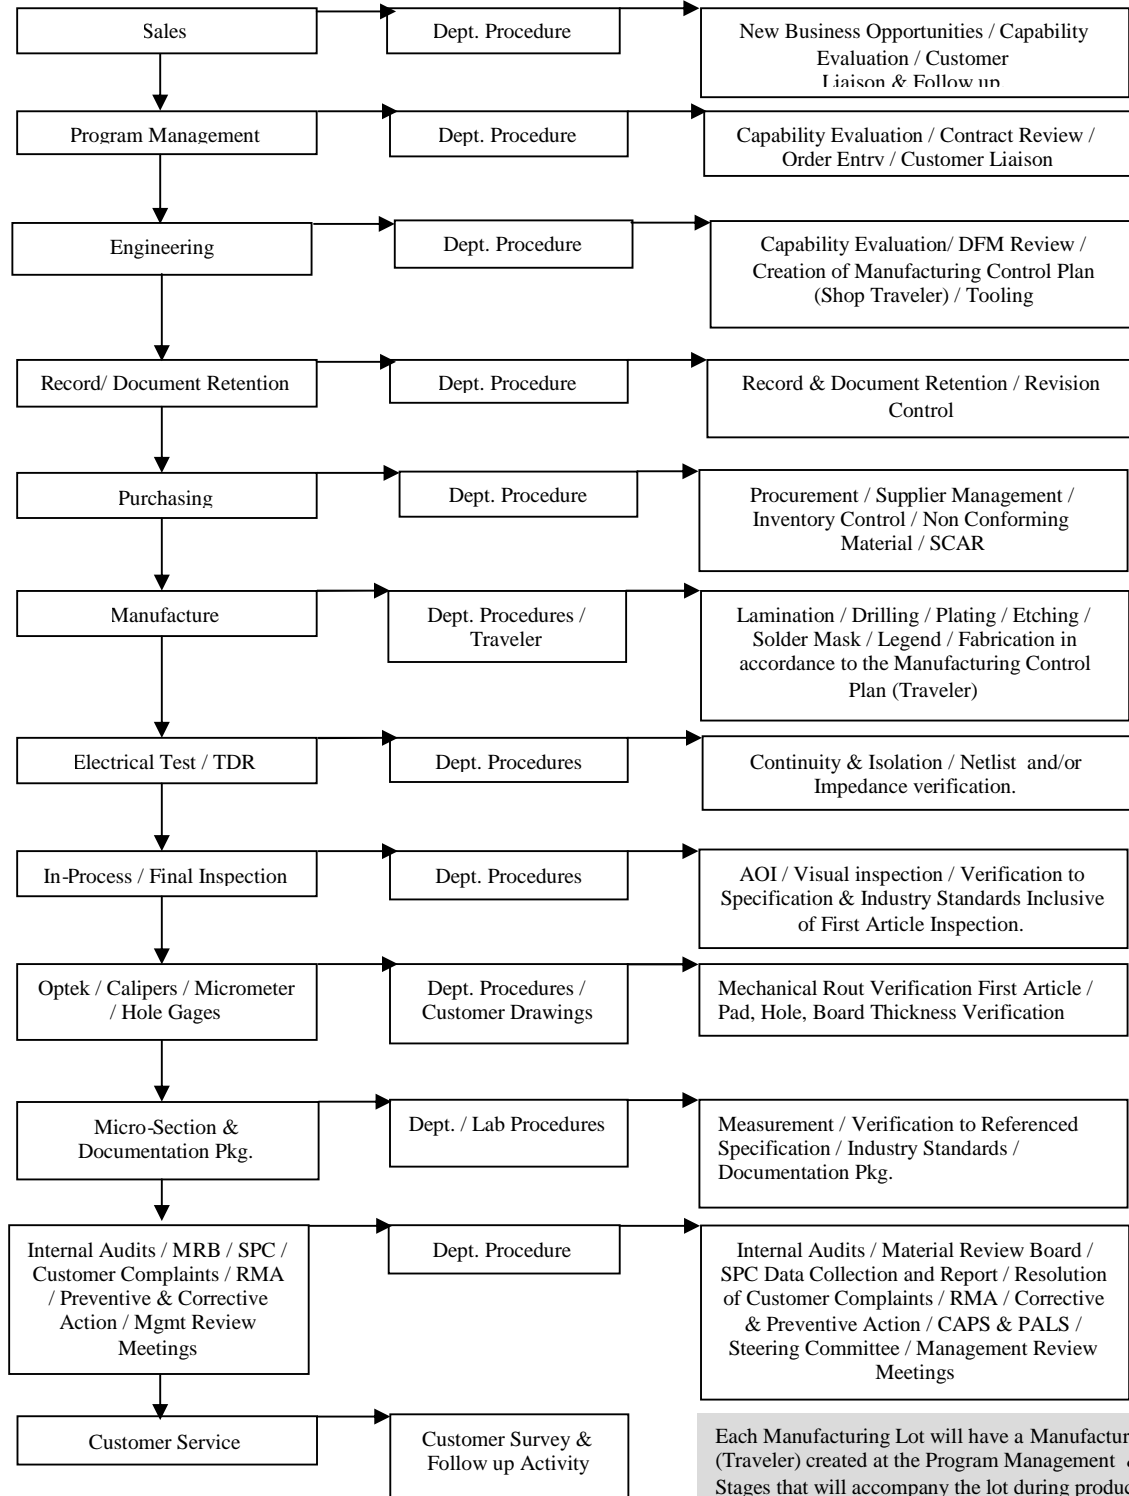 Sales
Dept. Procedure
New Business Opportunities / Capability
Evaluation / Customer
Liaison & Follow up
Program Management
Dept. Procedure
Capability Evaluation / Contract Review /
Order Entry / Customer Liaison
Engineering
Dept. Procedure
Capability Evaluation/ DFM Review /
Creation of Manufacturing Control Plan
(Shop Traveler) / Tooling
Record/ Document Retention
Dept. Procedure
Record & Document Retention / Revision
Control
Purchasing
Dept. Procedure
Procurement / Supplier Management /
Inventory Control / Non Conforming
Material / SCAR
Manufacture
Dept. Procedures /
Traveler
Lamination / Drilling / Plating / Etching /
Solder Mask / Legend / Fabrication in
accordance to the Manufacturing Control
Plan (Traveler)
Electrical Test / TDR
Dept. Procedures
Continuity & Isolation / Netlist and/or
Impedance verification.
In-Process / Final Inspection
Dept. Procedures
AOI / Visual inspection / Verification to
Specification & Industry Standards Inclusive
of First Article Inspection.
Optek / Calipers / Micrometer
/ Hole Gages
Dept. Procedures /
Customer Drawings
Mechanical Rout Verification First Article /
Pad, Hole, Board Thickness Verification
Micro-Section &
Documentation Pkg.
Dept. / Lab Procedures
Measurement / Verification to Referenced
Specification / Industry Standards /
Documentation Pkg.
Internal Audits / MRB / SPC /
Customer Complaints / RMA
/ Preventive & Corrective
Action / Mgmt Review
Meetings
Dept. Procedure
Internal Audits / Material Review Board /
SPC Data Collection and Report / Resolution
of Customer Complaints / RMA / Corrective
& Preventive Action / CAPS & PALS /
Steering Committee / Management Review
Meetings
Customer Service
Customer Survey &
Follow up Activity
Each Manufacturing Lot will have a
(Traveler) created at the Program Management
Stages that will accompany the lot during